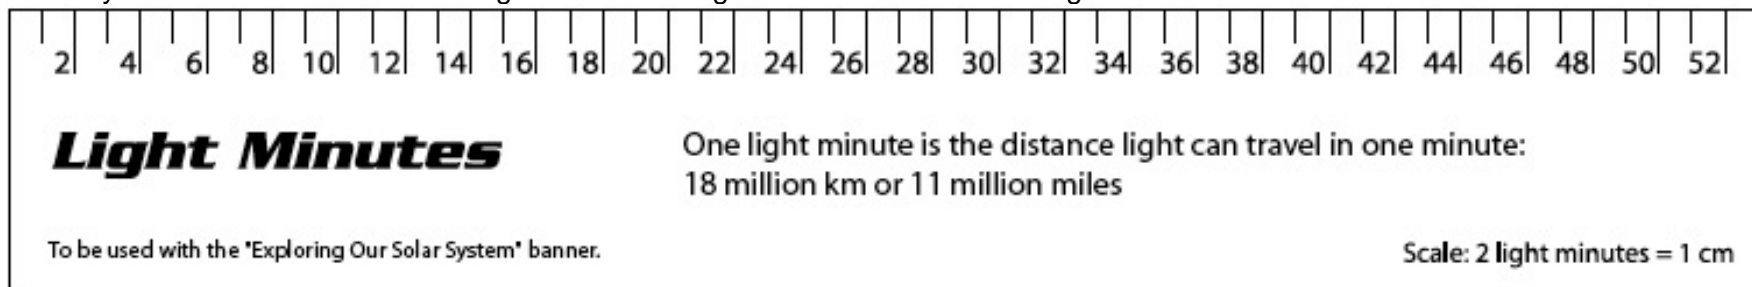 2 4 6 8 10 12 14 16 18 20 22 24 26 28 30 32 34 36 38 40 42 44 46 48 50 52
Light Minutes
One light minute is the distance light can travel in one minute:
18 million km or 11 million miles
To be used with the "Exploring Our Solar System" banner.
Scale: 2 light minutes = 1 cm